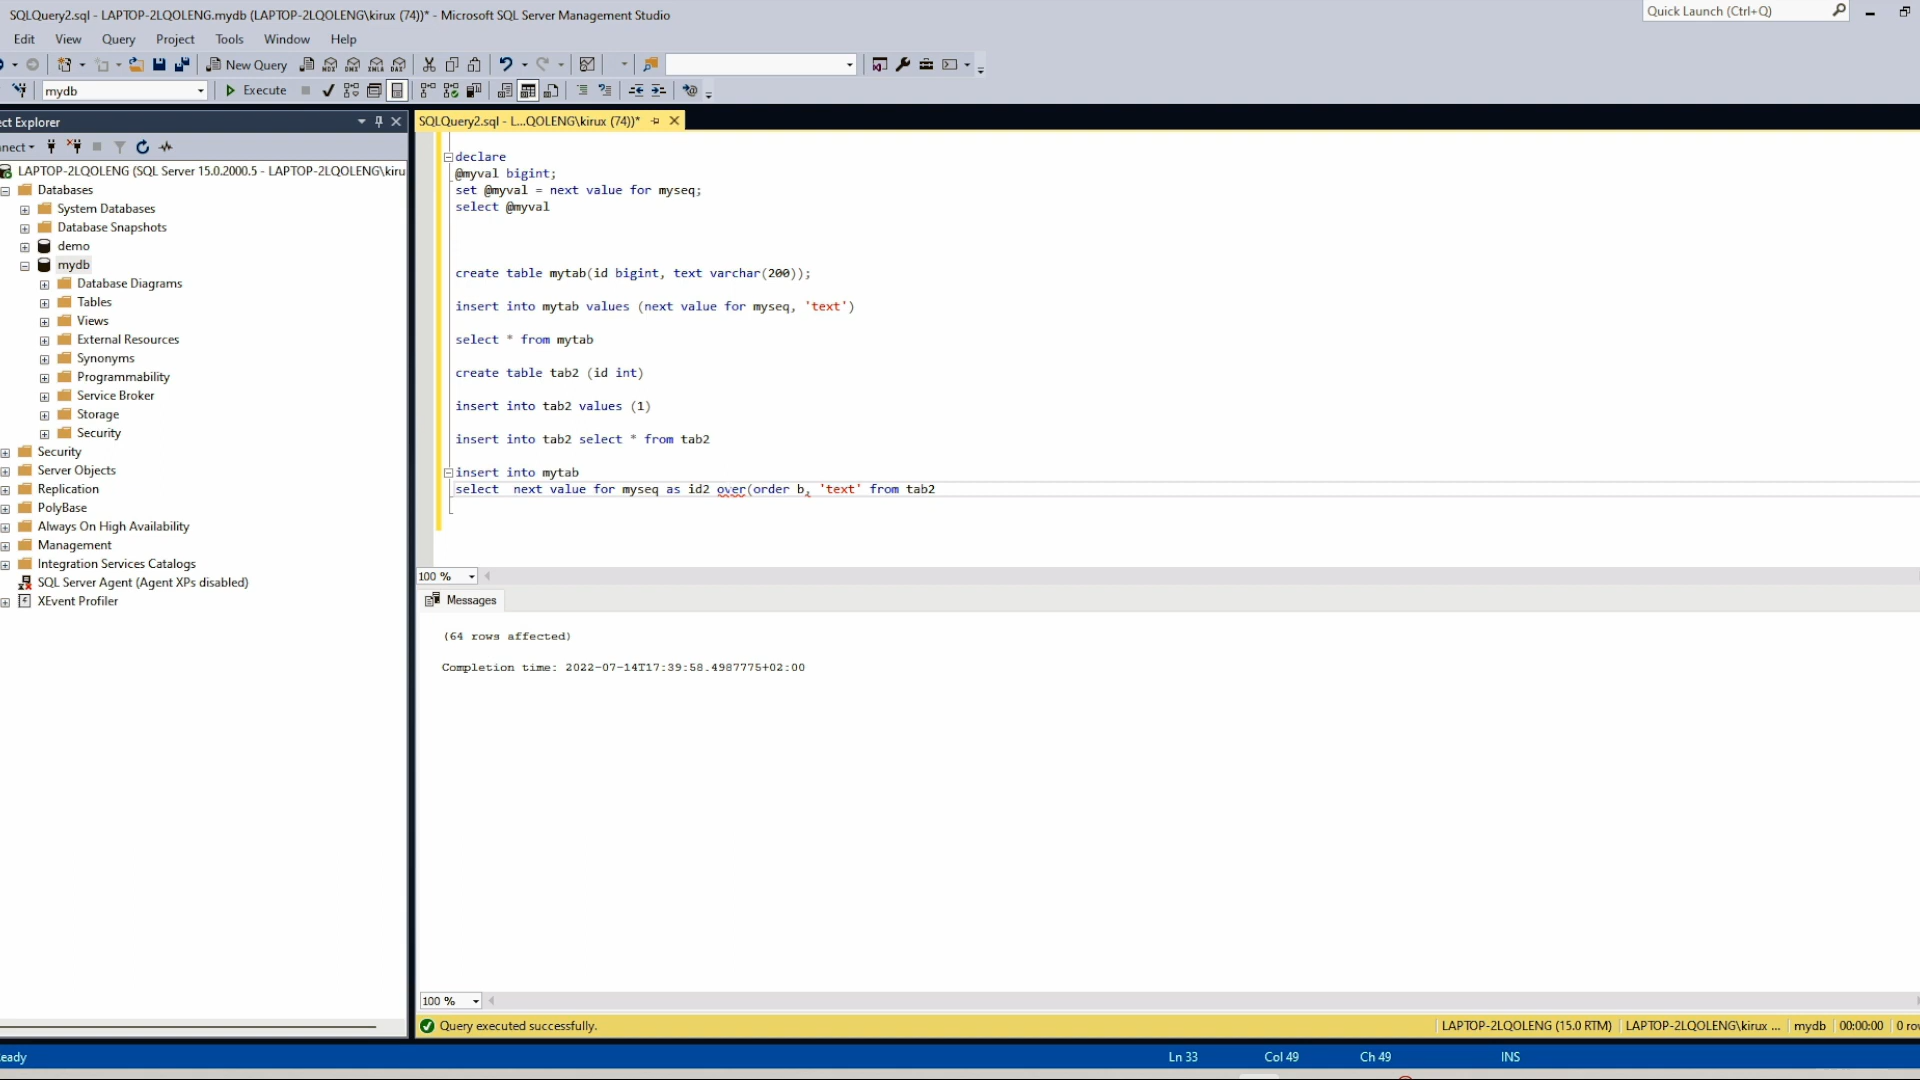 SQLQuery2.sql - LAPTOP-2LQOLENG.mydb (LAPTOP-2LQOLENG\kirux (74))* - Microsoft SQL Server Management Studio
Quick Launch (Ctrl+Q)
Edit View Query Project Tools Window Help
New Query
MDX DMX XMLA DAX
mydb
Execute
ct Explorer
SQLQuery2.sql - L...QOLENG\kirux (74))*
nnect
LAPTOP-2LQOLENG (SQL Server 15.0.2000.5 - LAPTOP-2LQOLENG\kiru
Databases
System Databases
Database Snapshots
demo
mydb
Database Diagrams
Tables
Views
External Resources
Synonyms
Programmability
Service Broker
Storage
Security
Security
Server Objects
Replication
PolyBase
Always On High Availability
Management
Integration Services Catalogs
SQL Server Agent (Agent XPs disabled)
XEvent Profiler
declare
@myval bigint;
set @myval = next value for myseq;
select @myval
create table mytab(id bigint, text varchar(200));
insert into mytab values (next value for myseq, 'text')
select * from mytab
create table tab2 (id int)
insert into tab2 values (1)
insert into tab2 select * from tab2
insert into mytab
select  next value for myseq as id2 over(order b, 'text' from tab2
100 %
Messages
(64 rows affected)
Completion time: 2022-07-14T17:39:58.4987775+02:00
100 %
Query executed successfully.
LAPTOP-2LQOLENG (15.0 RTM)
LAPTOP-2LQOLENG\kirux ...
mydb
00:00:00
0 ro
eady
Ln 33
Col 49
Ch 49
INS